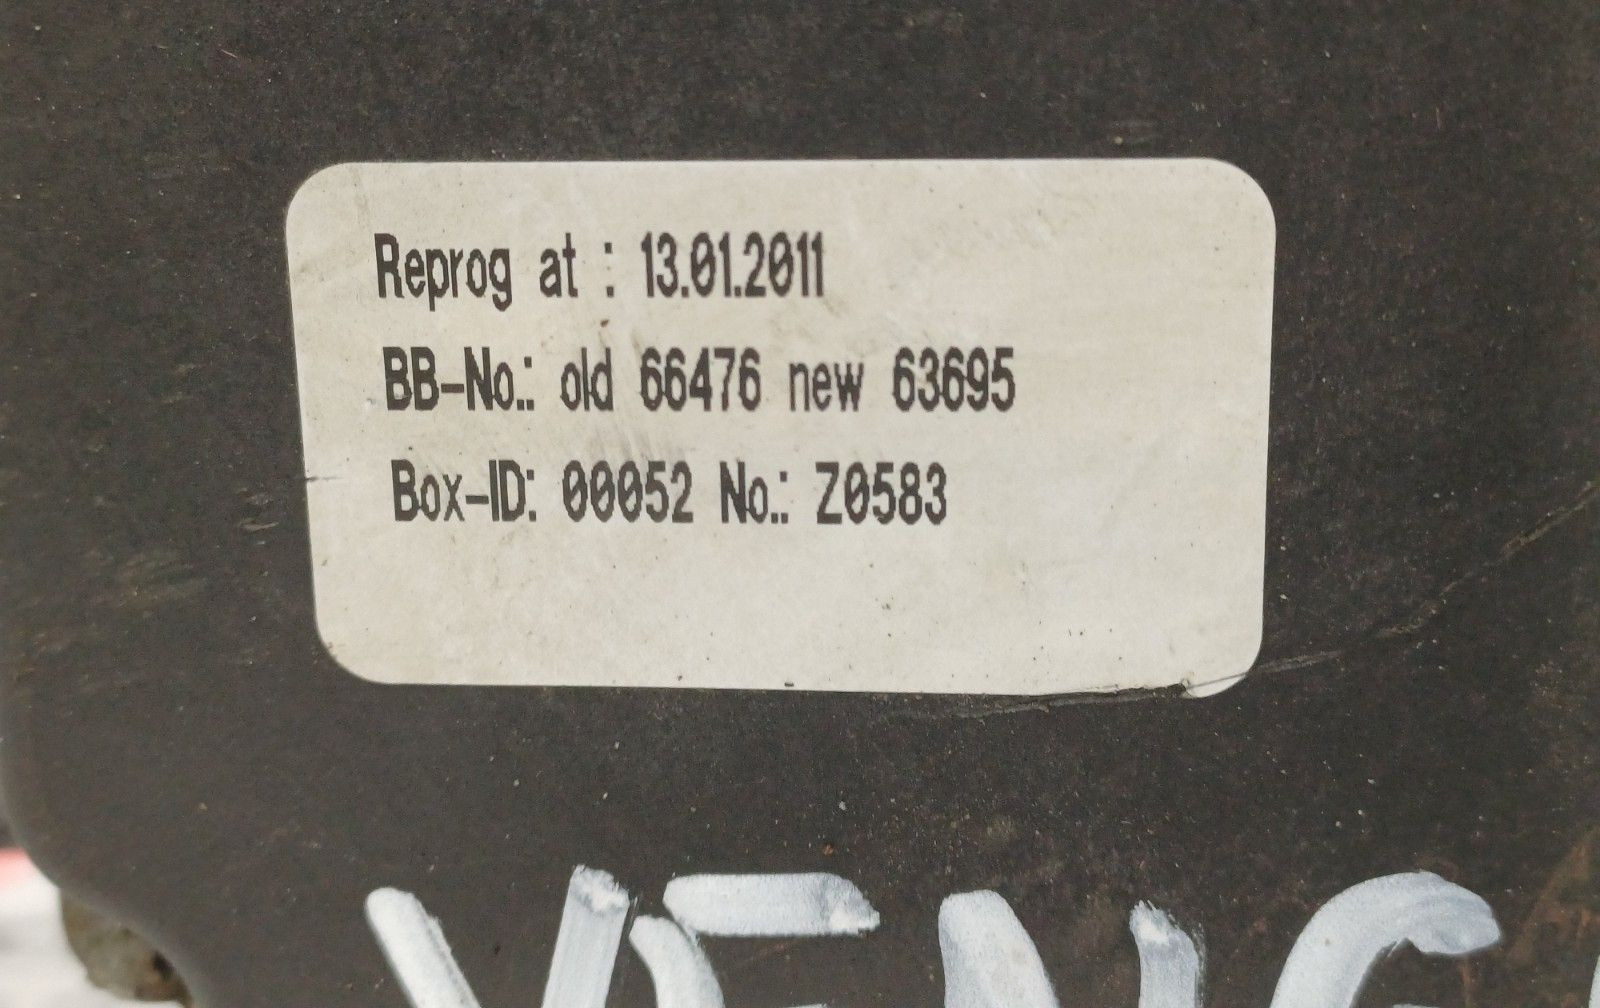 Reprog at : 13.01.2011
BB-No.: old 66476 new 63695
Box-ID: 00052 No.: Z0583